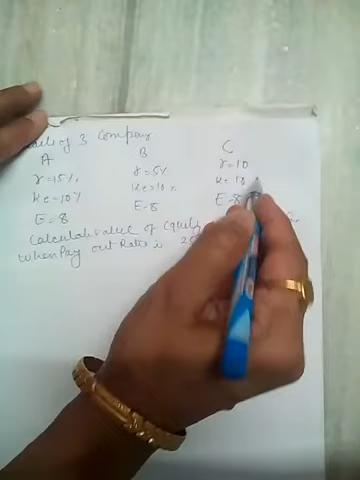 of 3 Company
A B C
r=15% r=5% r=10
Ke=10% Ke=10% Ke=10
E=8 E=8 E=8
Calculate value of Equity
when Pay out Ratio is